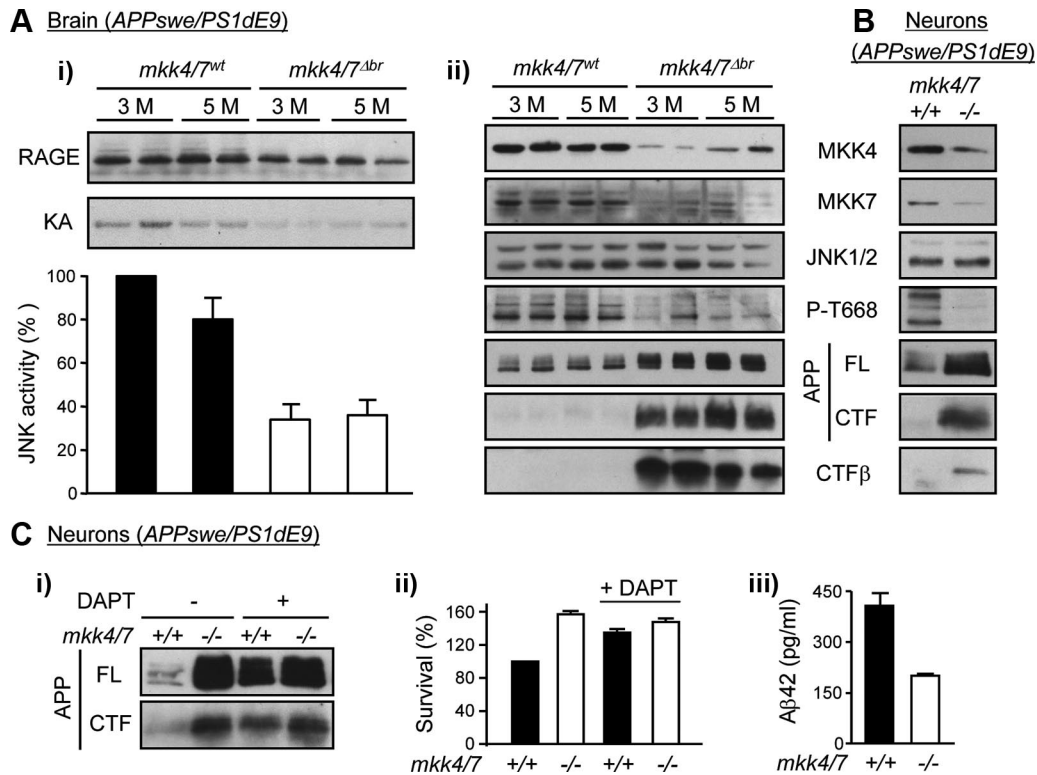 A Brain (APPswe/PS1dE9)
i) mkk4/7wt mkk4/7Δbr
3 M 5 M 3 M 5 M
RAGE
KA
JNK activity (%)
100
80
60
40
20
0
ii) mkk4/7wt mkk4/7Δbr
3 M 5 M 3 M 5 M
MKK4
MKK7
JNK1/2
P-T668
APP
FL
CTF
CTFβ
B Neurons
(APPswe/PS1dE9)
mkk4/7
+/+ -/-
C Neurons (APPswe/PS1dE9)
i)
DAPT - +
mkk4/7 +/+ -/- +/+ -/-
APP
FL
CTF
ii)
+ DAPT
Survival (%)
160
120
80
40
0
mkk4/7 +/+ -/- +/+ -/-
iii)
Aβ42 (pg/ml)
450
300
150
0
mkk4/7 +/+ -/-